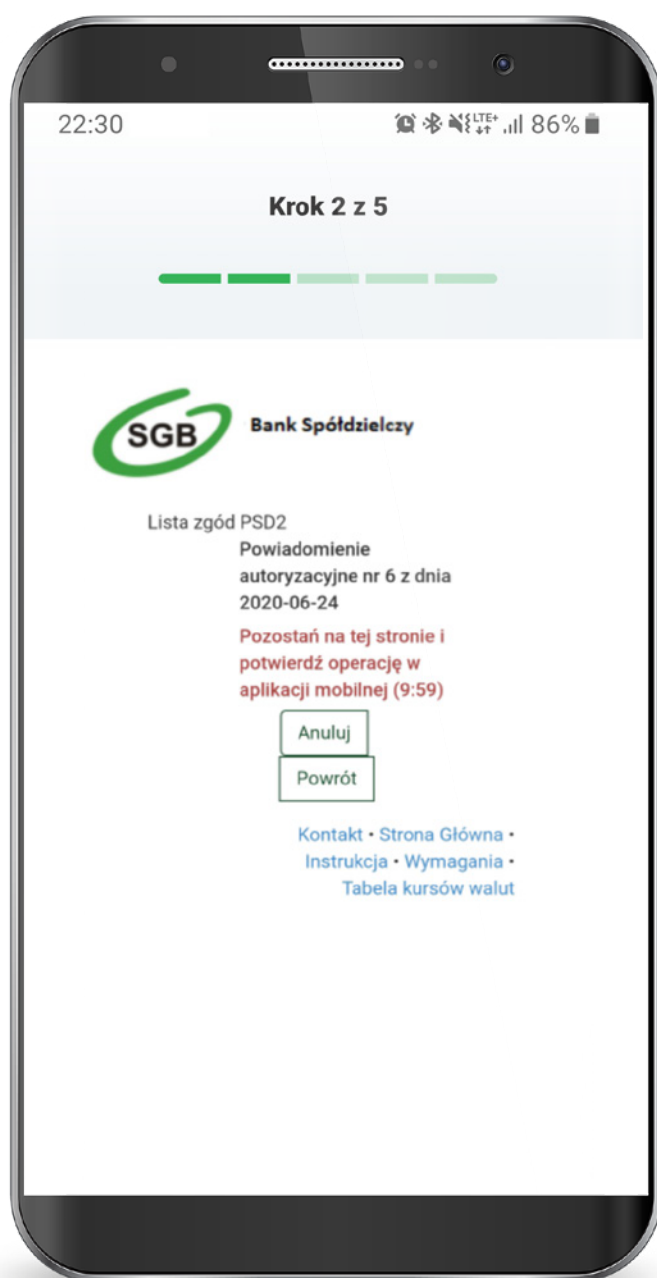 22:30 LTE+ 86%
Krok 2 z 5
SGB Bank Spółdzielczy
Lista zgód PSD2
Powiadomienie
autoryzacyjne nr 6 z dnia
2020-06-24
Pozostań na tej stronie i
potwierdź operację w
aplikacji mobilnej (9:59)
Anuluj
Powrót
Kontakt • Strona Główna •
Instrukcja • Wymagania •
Tabela kursów walut